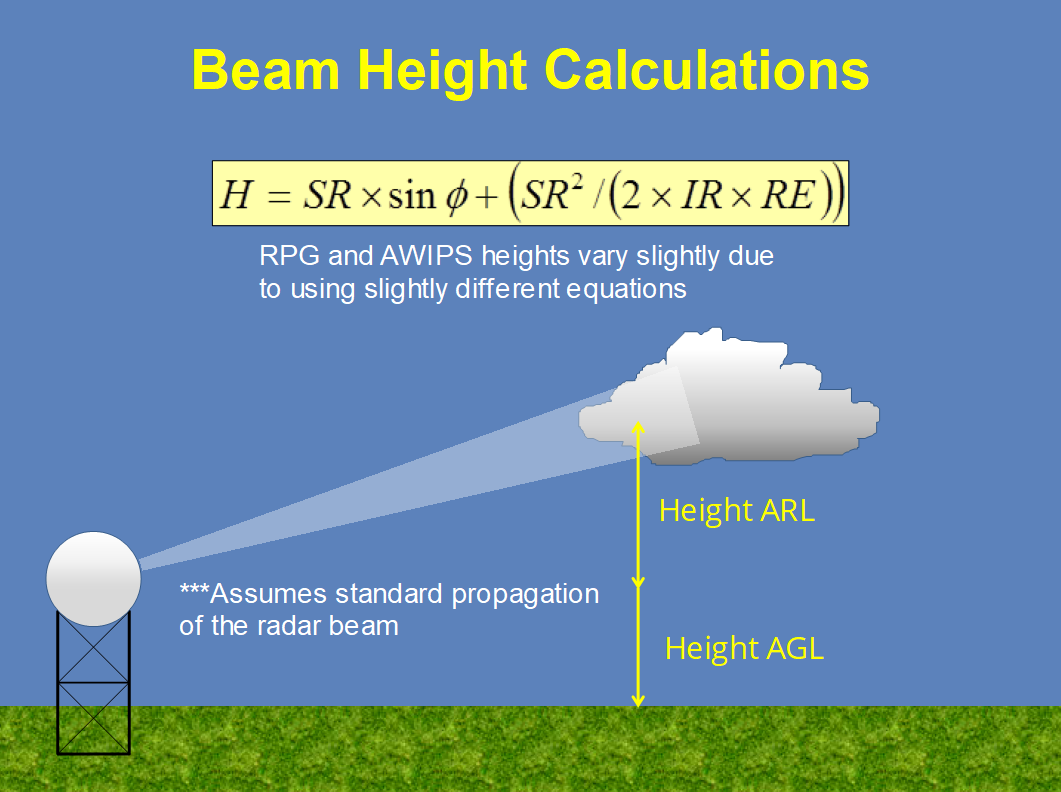 Beam Height Calculations
H = SR × sin ϕ + (SR² / (2 × IR × RE))
RPG and AWIPS heights vary slightly due
to using slightly different equations
Height ARL
***Assumes standard propagation
of the radar beam
Height AGL